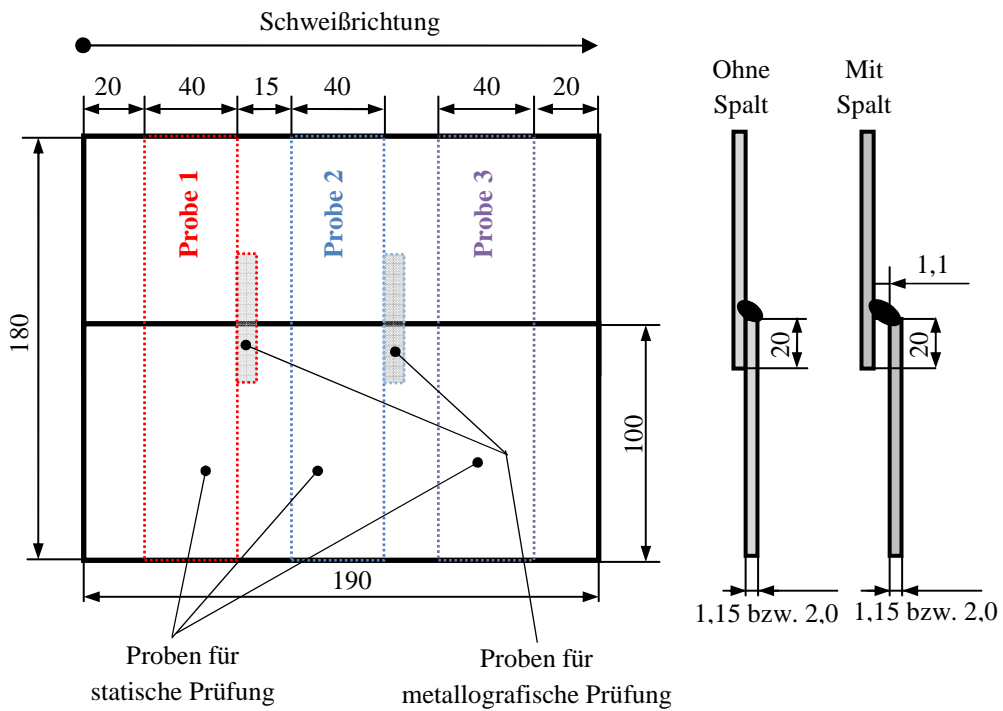 Schweißrichtung
20 40 15 40 40 20
Probe 1
Probe 2
Probe 3
180
100
190
Proben für
statische Prüfung
Proben für
metallografische Prüfung
Ohne
Spalt
Mit
Spalt
1,1
20
20
1,15 bzw. 2,0
1,15 bzw. 2,0